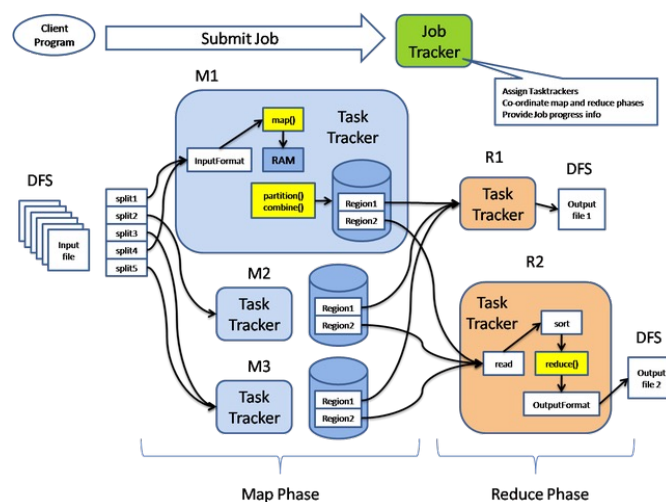 Client
Program
Submit Job
Job
Tracker
Assign Tasktrackers
Co-ordinate map and reduce phases
Provide Job progress info
M1
map()
Task
Tracker
InputFormat
RAM
partition()
combine()
Region1
Region2
DFS
Input
file
split1
split2
split3
split4
split5
M2
Task
Tracker
Region1
Region2
M3
Task
Tracker
Region1
Region2
R1
Task
Tracker
DFS
Output
file 1
R2
Task
Tracker
sort
read
reduce()
OutputFormat
DFS
Output
file 2
Map Phase
Reduce Phase